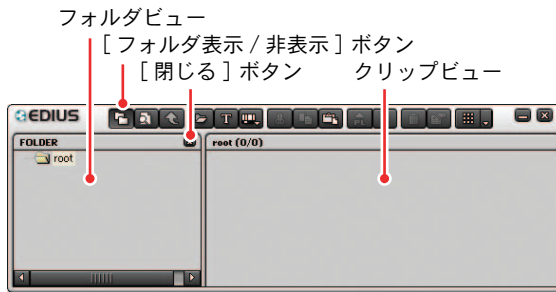 フォルダビュー
[ フォルダ表示 / 非表示 ] ボタン
[ 閉じる ] ボタン
クリップビュー
EDIUS
T
PL
FOLDER
root (0/0)
root